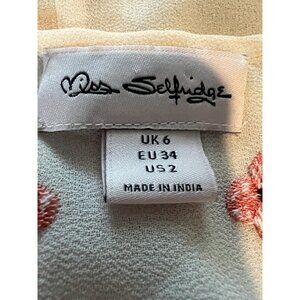 Miss Selfridge
UK 6
EU 34
US 2
MADE IN INDIA